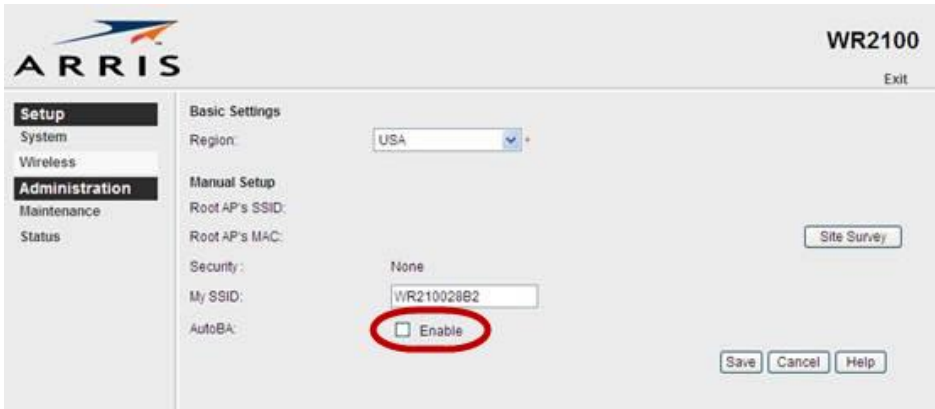 ARRIS
WR2100
Exit
Setup
System
Wireless
Administration
Maintenance
Status
Basic Settings
Region: USA *
Manual Setup
Root AP's SSID:
Root AP's MAC: Site Survey
Security : None
My SSID: WR210028B2
AutoBA: Enable
Save Cancel Help